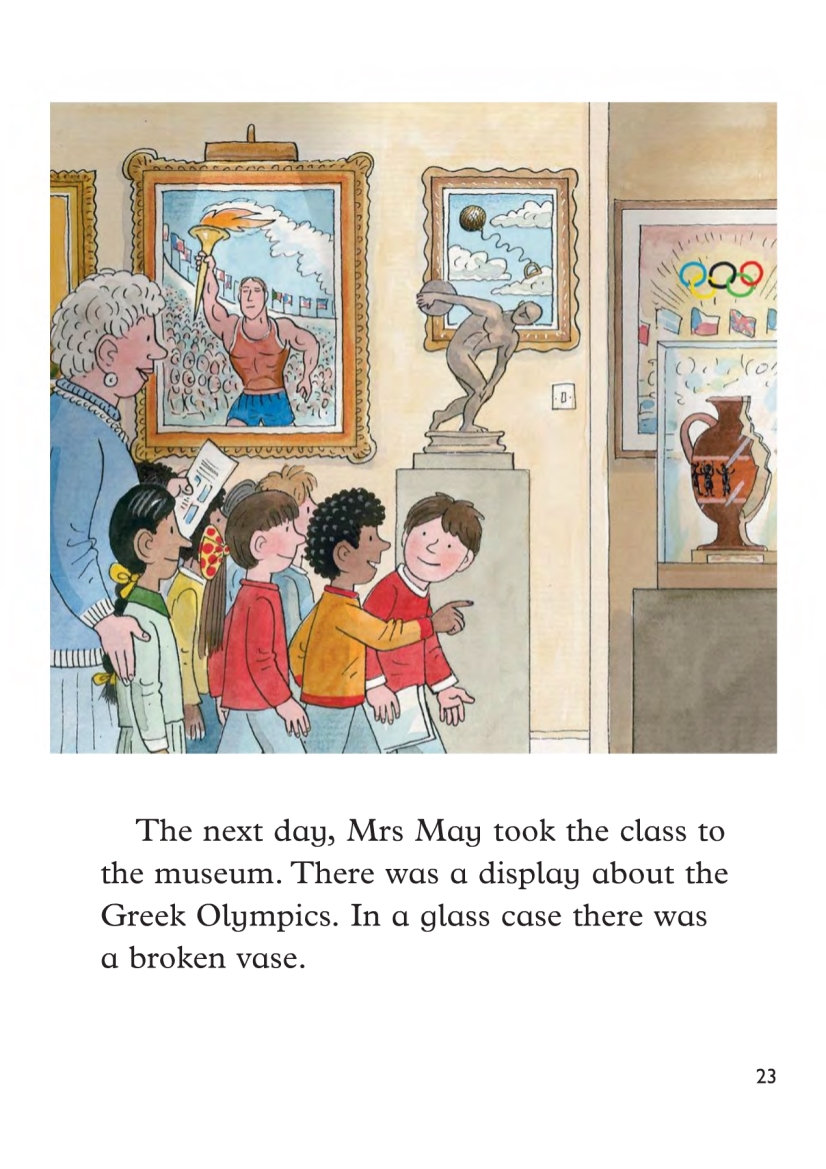 The next day, Mrs May took the class to
the museum. There was a display about the
Greek Olympics. In a glass case there was
a broken vase.
23